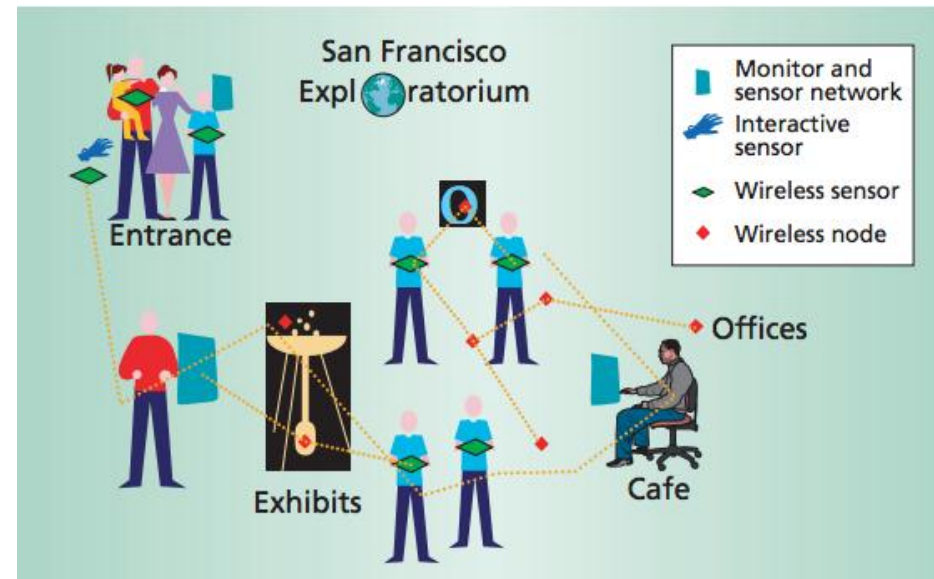 San Francisco
Expl ratorium
Monitor and
sensor network
Interactive
sensor
Wireless sensor
Wireless node
Entrance
O
Offices
Exhibits
Cafe